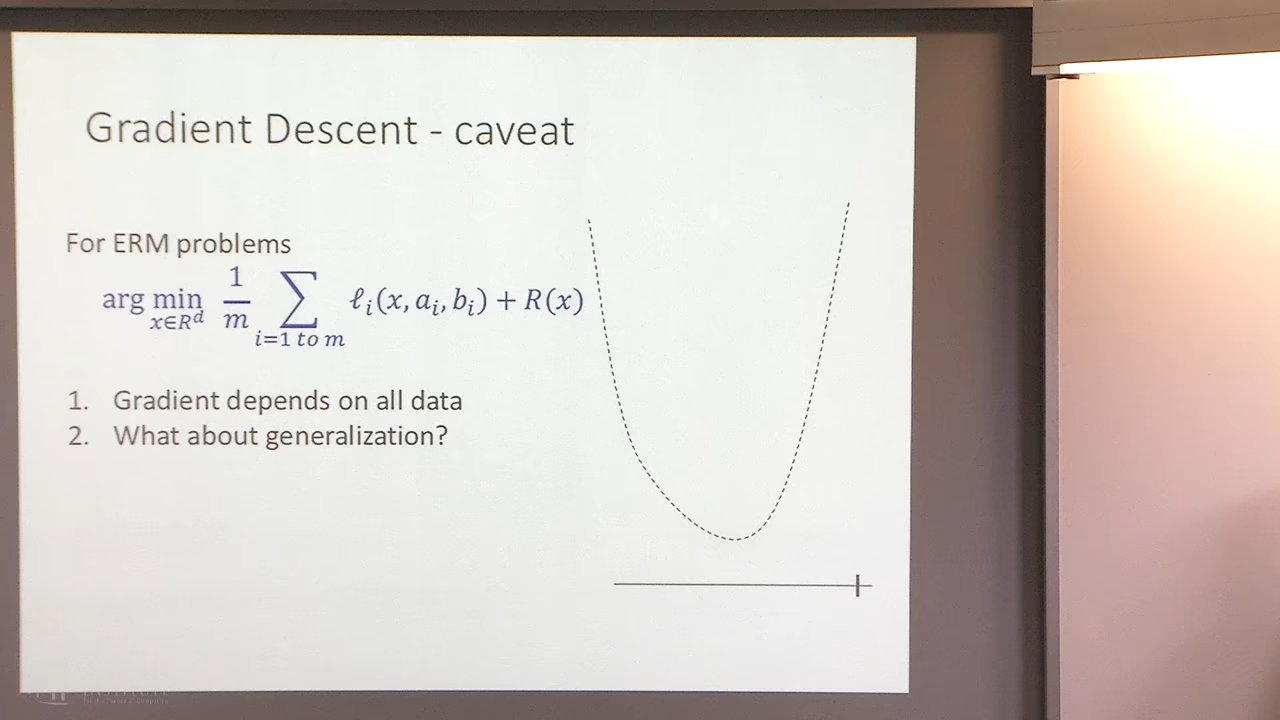 Gradient Descent - caveat
For ERM problems
arg min_{x∈R^d} 1/m ∑_{i=1 to m} ℓ_i(x, a_i, b_i) + R(x)
1. Gradient depends on all data
2. What about generalization?